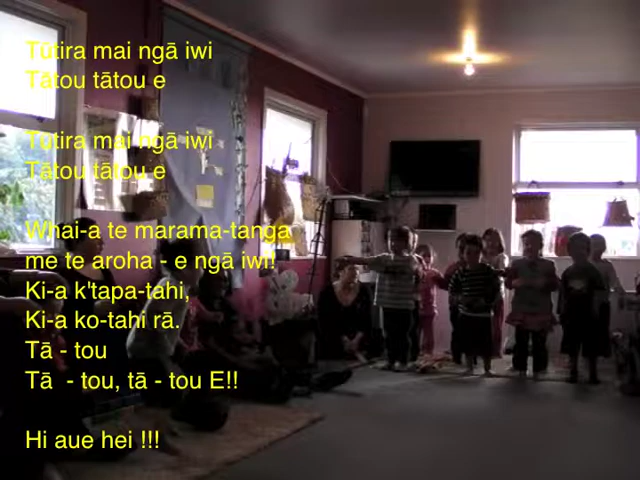 Tūtira mai ngā iwi
Tātou tātou e
Tūtira mai ngā iwi
Tātou tātou e
Whai-a te marama-tanga
me te aroha - e ngā iwi!
Ki-a k'tapa-tahi,
Ki-a ko-tahi rā.
Tā - tou
Tā - tou, tā - tou E!!
Hi aue hei !!!